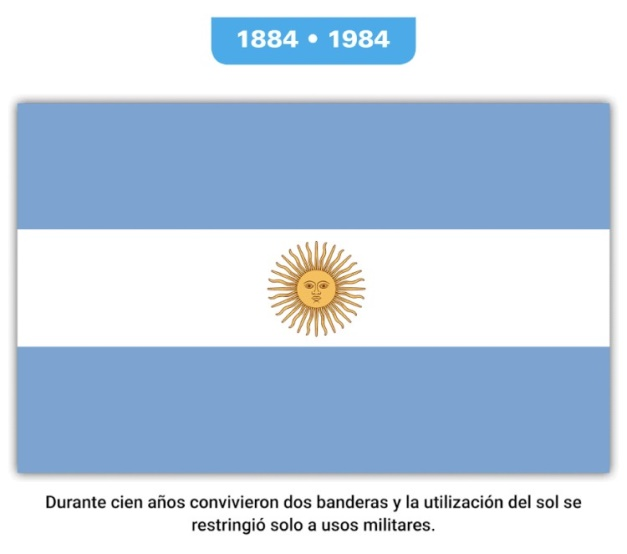 1884 • 1984
Durante cien años convivieron dos banderas y la utilización del sol se
restringió solo a usos militares.